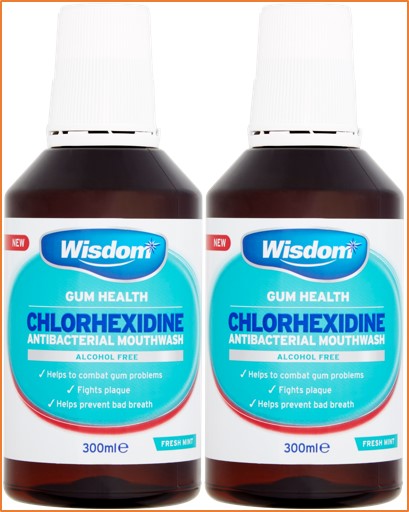 NEW
Wisdom
GUM HEALTH
CHLORHEXIDINE
ANTIBACTERIAL MOUTHWASH
ALCOHOL FREE
✓ Helps to combat gum problems
✓ Fights plaque
✓ Helps prevent bad breath
300ml℮
FRESH MINT
NEW
Wisdom
GUM HEALTH
CHLORHEXIDINE
ANTIBACTERIAL MOUTHWASH
ALCOHOL FREE
✓ Helps to combat gum problems
✓ Fights plaque
✓ Helps prevent bad breath
300ml℮
FRESH MINT